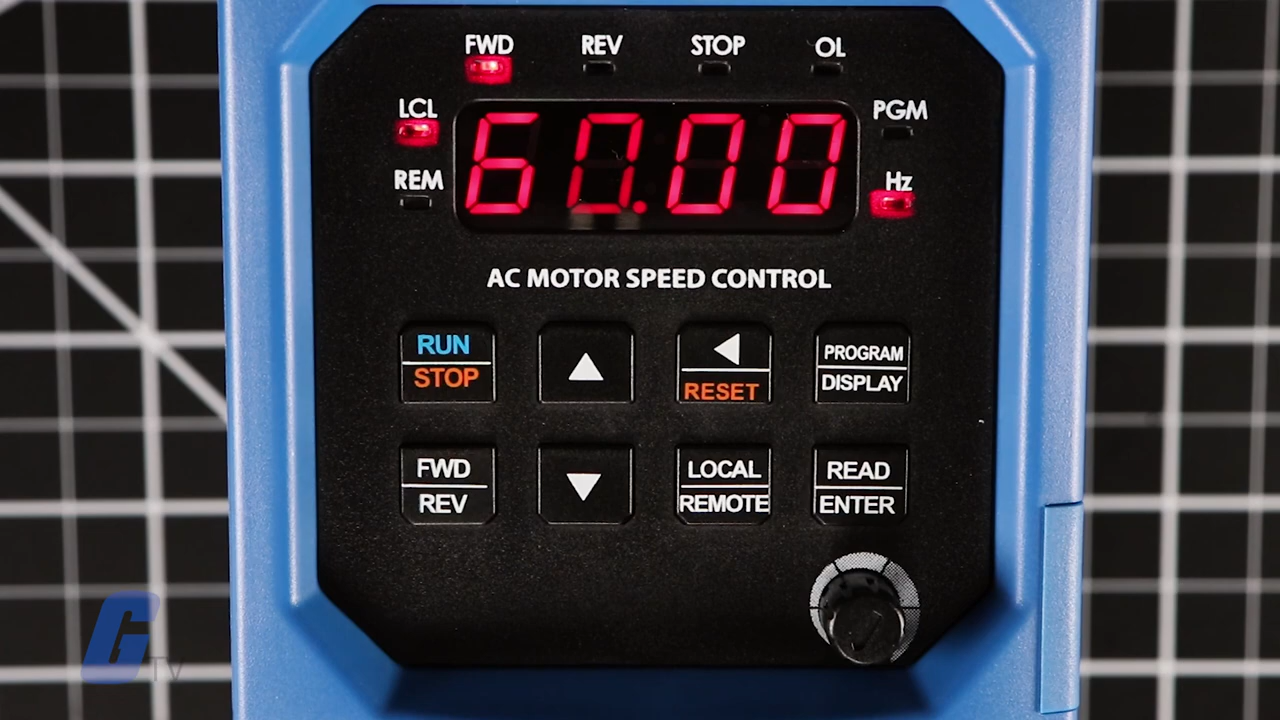 FWD REV STOP OL
LCL
PGM
60.00
REM
Hz
AC MOTOR SPEED CONTROL
RUN
STOP
▲
◀
RESET
PROGRAM
DISPLAY
FWD
REV
▼
LOCAL
REMOTE
READ
ENTER
G TV